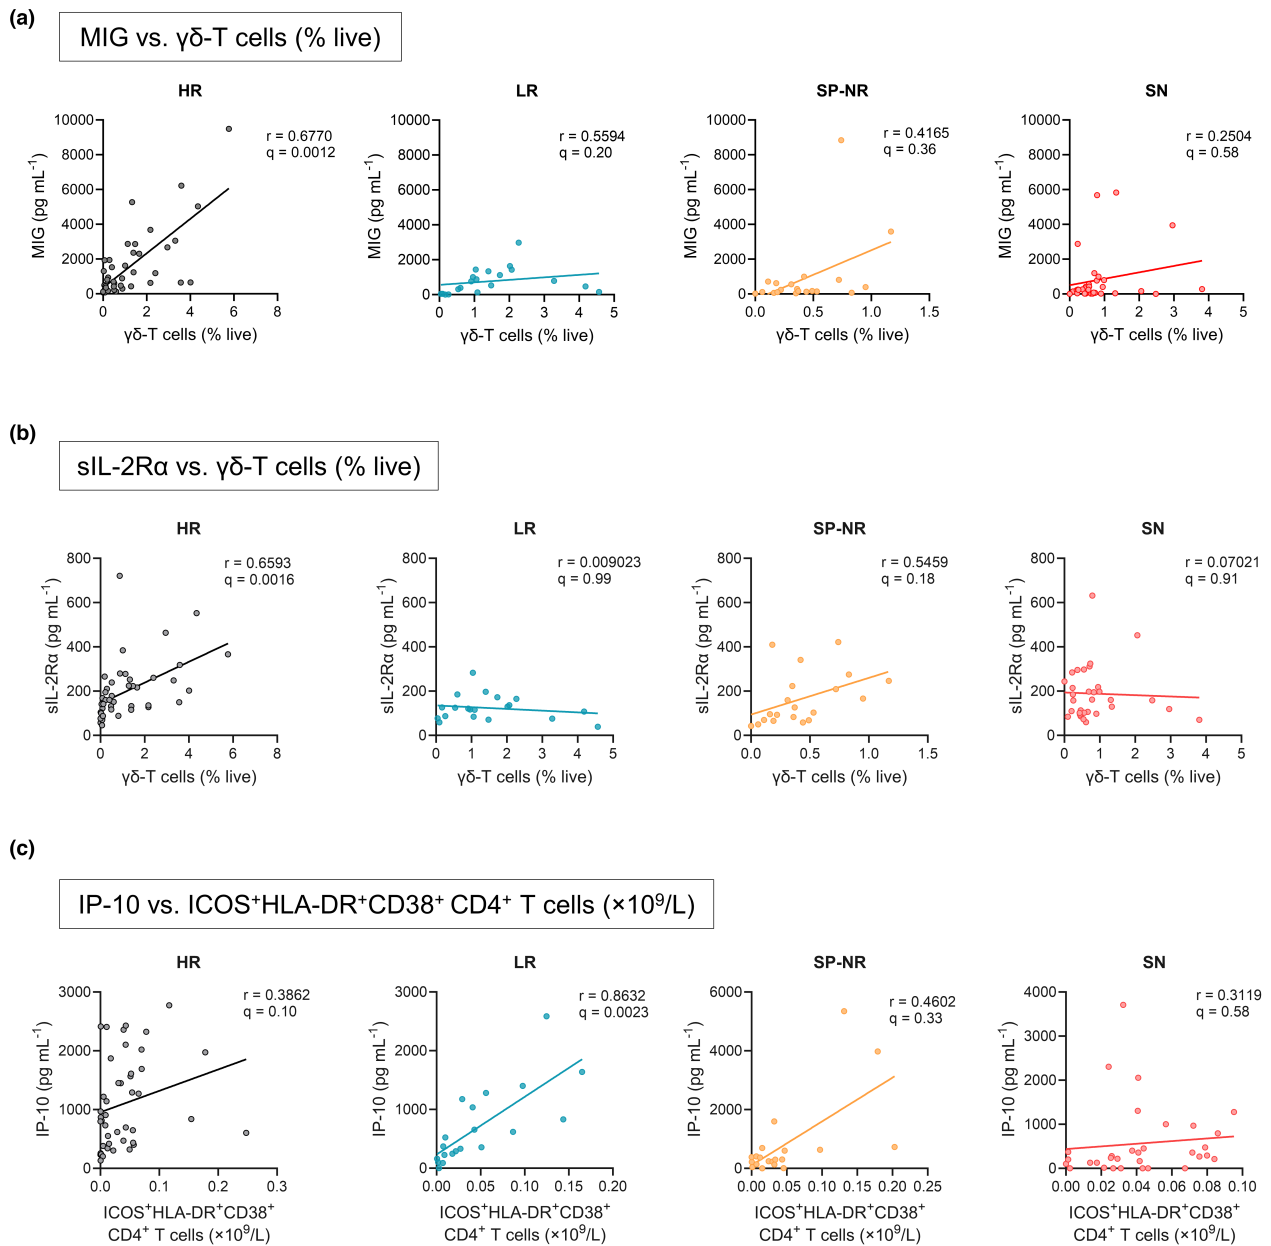 (a)
MIG vs. γδ-T cells (% live)
HR
LR
SP-NR
SN
r = 0.6770
q = 0.0012
MIG (pg mL⁻¹)
10000
8000
6000
4000
2000
0
0 2 4 6 8
γδ-T cells (% live)
r = 0.5594
q = 0.20
MIG (pg mL⁻¹)
10000
8000
6000
4000
2000
0
0 1 2 3 4 5
γδ-T cells (% live)
r = 0.4165
q = 0.36
MIG (pg mL⁻¹)
10000
8000
6000
4000
2000
0
0.0 0.5 1.0 1.5
γδ-T cells (% live)
r = 0.2504
q = 0.58
MIG (pg mL⁻¹)
10000
8000
6000
4000
2000
0
0 1 2 3 4 5
γδ-T cells (% live)
(b)
sIL-2Rα vs. γδ-T cells (% live)
HR
LR
SP-NR
SN
r = 0.6593
q = 0.0016
sIL-2Rα (pg mL⁻¹)
800
600
400
200
0
0 2 4 6 8
γδ-T cells (% live)
r = 0.009023
q = 0.99
sIL-2Rα (pg mL⁻¹)
800
600
400
200
0
0 1 2 3 4 5
γδ-T cells (% live)
r = 0.5459
q = 0.18
sIL-2Rα (pg mL⁻¹)
800
600
400
200
0
0.0 0.5 1.0 1.5
γδ-T cells (% live)
r = 0.07021
q = 0.91
sIL-2Rα (pg mL⁻¹)
800
600
400
200
0
0 1 2 3 4 5
γδ-T cells (% live)
(c)
IP-10 vs. ICOS⁺HLA-DR⁺CD38⁺ CD4⁺ T cells (×10⁹/L)
HR
LR
SP-NR
SN
r = 0.3862
q = 0.10
IP-10 (pg mL⁻¹)
3000
2000
1000
0
0.0 0.1 0.2 0.3
ICOS⁺HLA-DR⁺CD38⁺
CD4⁺ T cells (×10⁹/L)
r = 0.8632
q = 0.0023
IP-10 (pg mL⁻¹)
3000
2000
1000
0
0.00 0.05 0.10 0.15 0.20
ICOS⁺HLA-DR⁺CD38⁺
CD4⁺ T cells (×10⁹/L)
r = 0.4602
q = 0.33
IP-10 (pg mL⁻¹)
6000
4000
2000
0
0.00 0.05 0.10 0.15 0.20 0.25
ICOS⁺HLA-DR⁺CD38⁺
CD4⁺ T cells (×10⁹/L)
r = 0.3119
q = 0.58
IP-10 (pg mL⁻¹)
4000
3000
2000
1000
0
0.00 0.02 0.04 0.06 0.08 0.10
ICOS⁺HLA-DR⁺CD38⁺
CD4⁺ T cells (×10⁹/L)